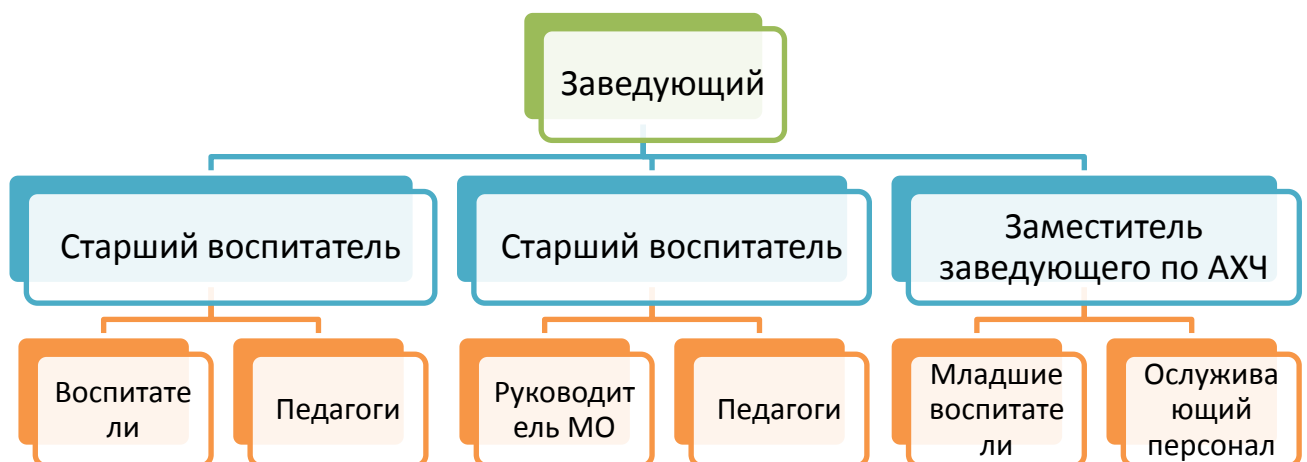 Заведующий
Старший воспитатель
Старший воспитатель
Заместитель
заведующего по АХЧ
Воспитате
ли
Педагоги
Руководит
ель МО
Педагоги
Младшие
воспитате
ли
Ослужива
ющий
персонал